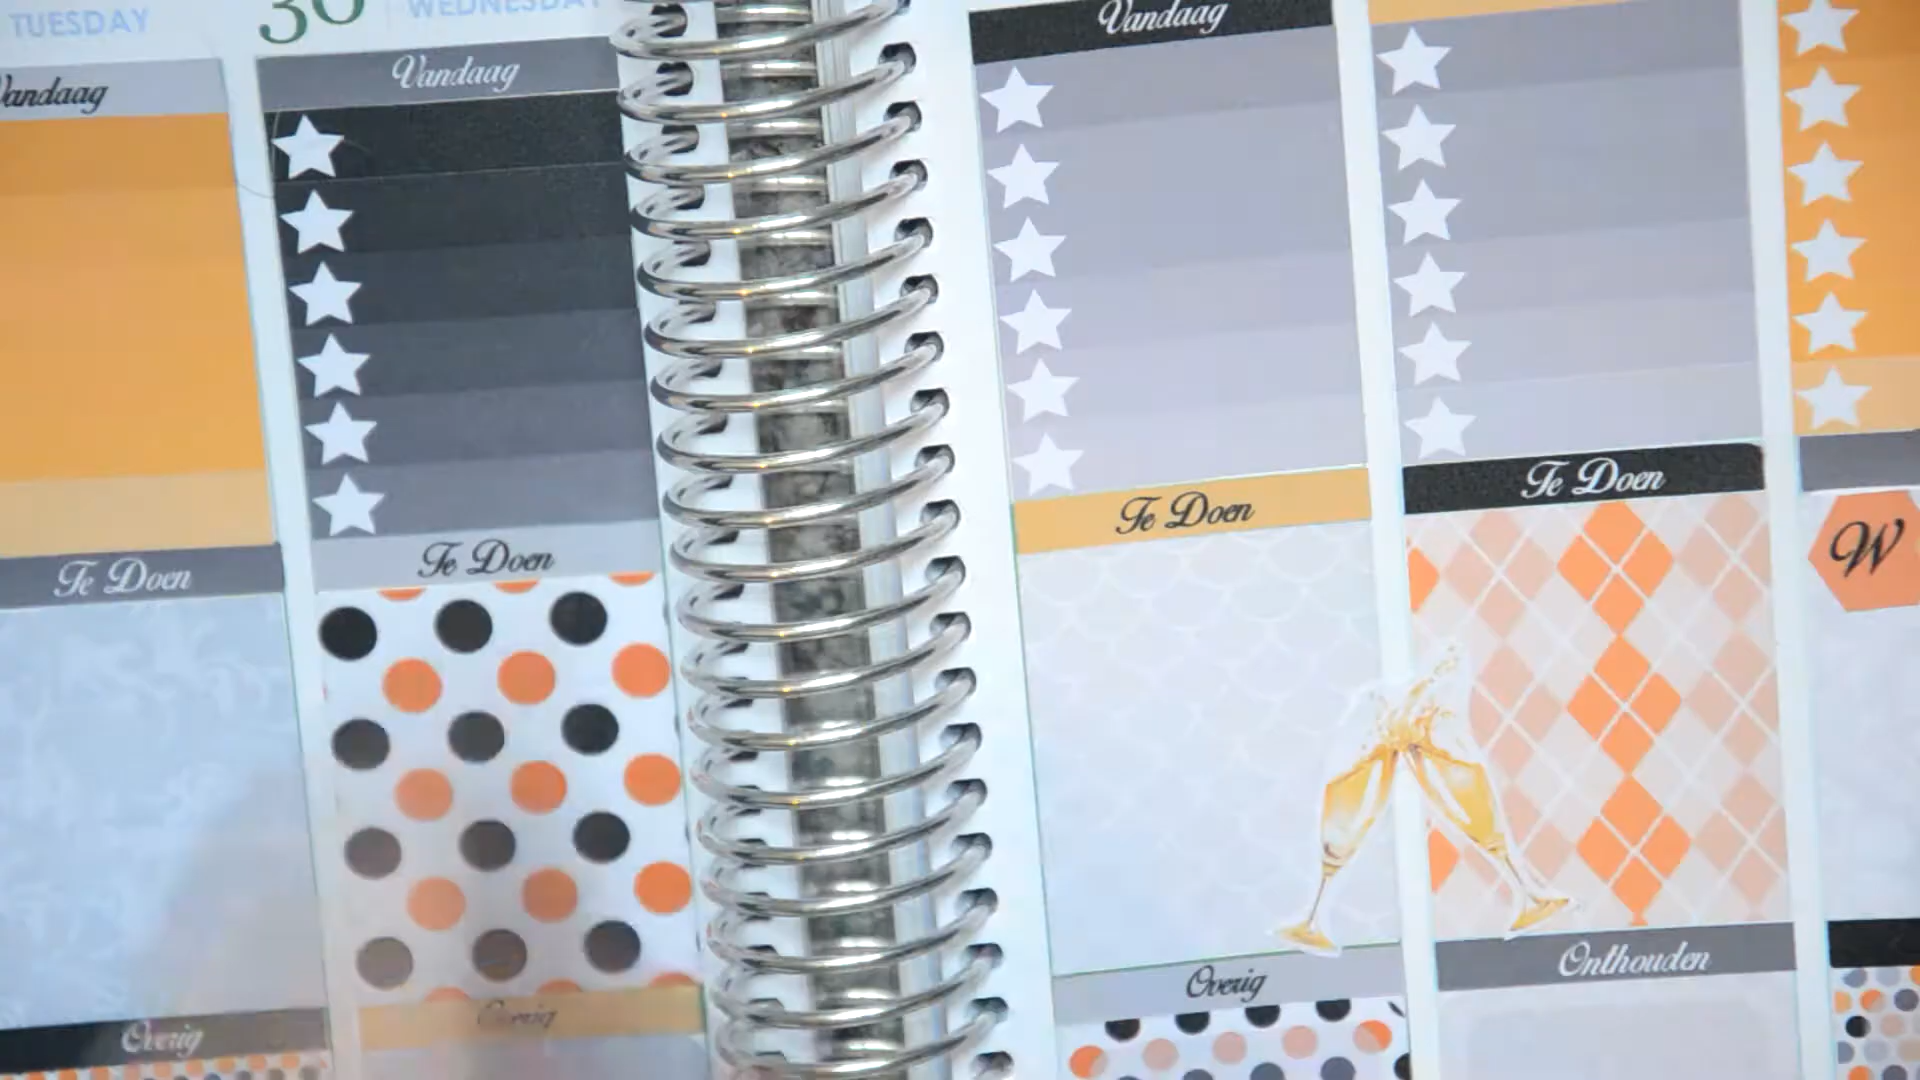 TUESDAY
30
WEDNESDAY
Vandaag
Vandaag
Vandaag
Te Doen
Te Doen
Te Doen
Te Doen
W
Overig
Overig
Overig
Onthouden